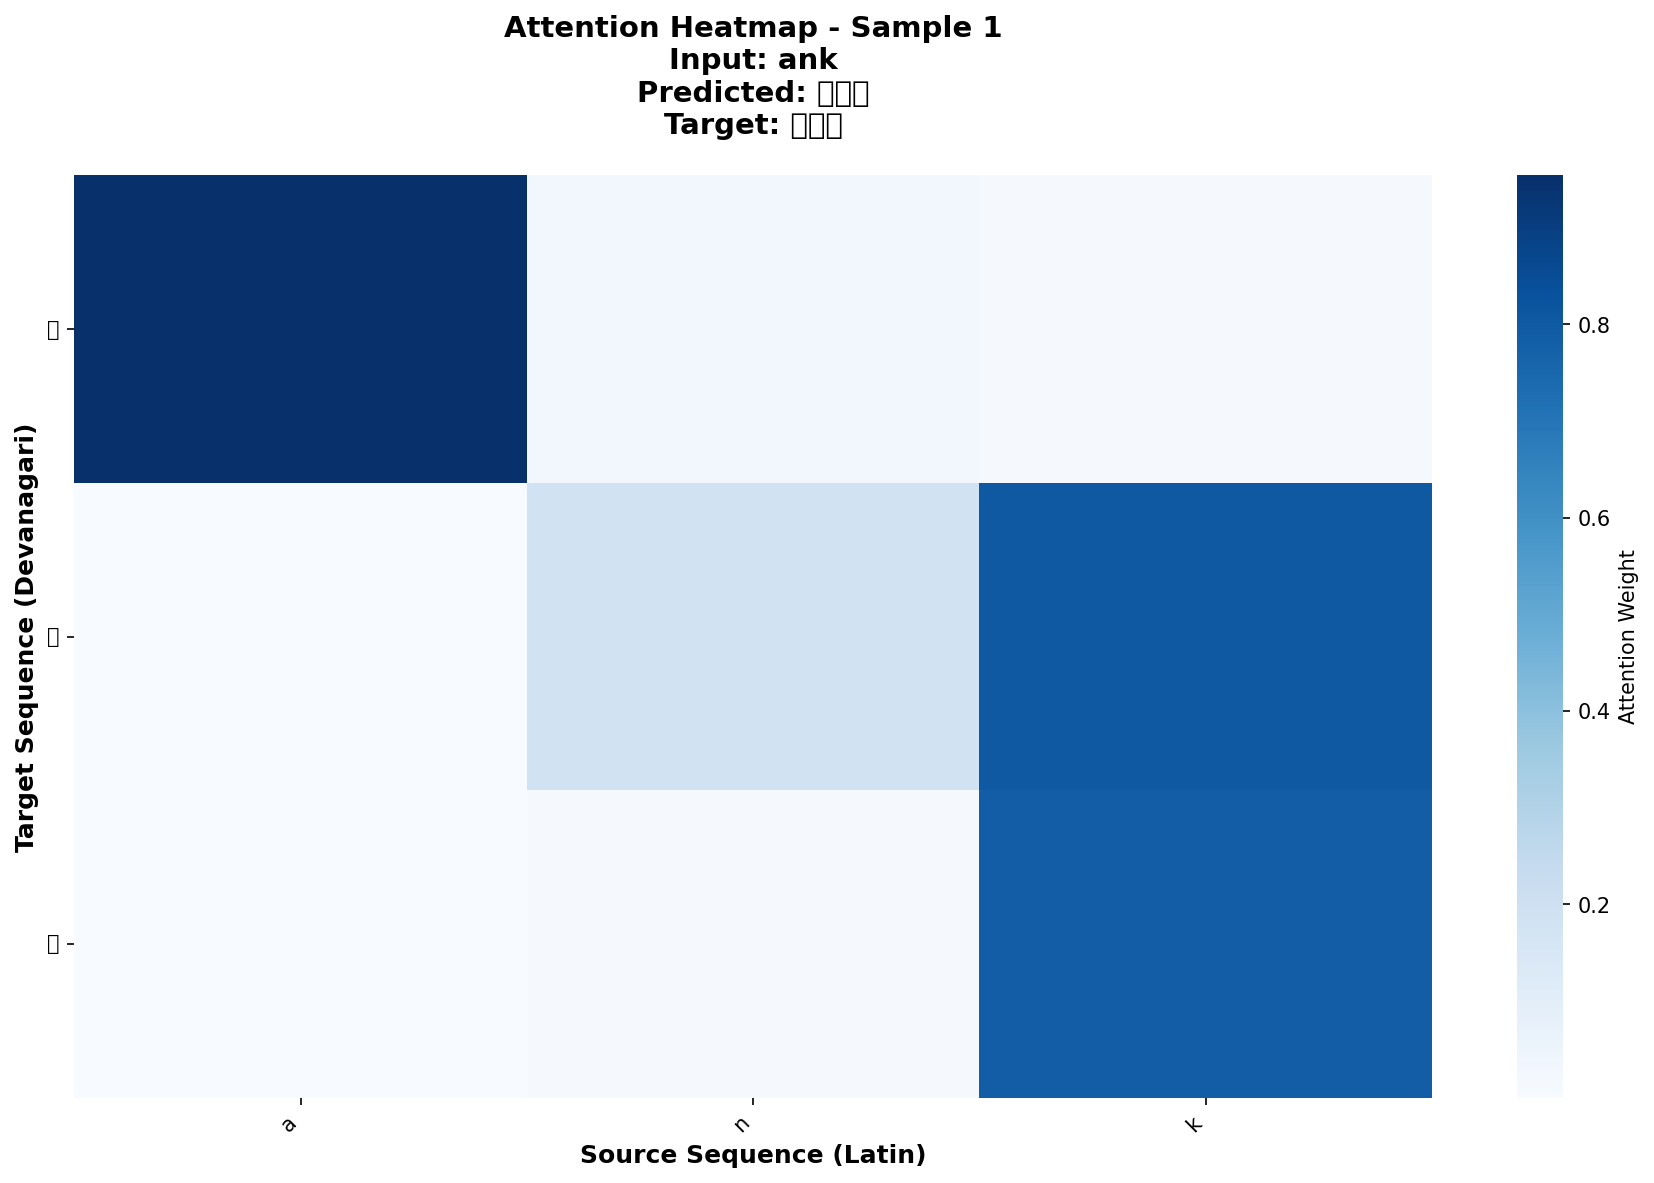 Attention Heatmap - Sample 1
Input: ank
Predicted:
Target:
Target Sequence (Devanagari)
a
n
k
Source Sequence (Latin)
0.8
0.6
0.4
0.2
Attention Weight